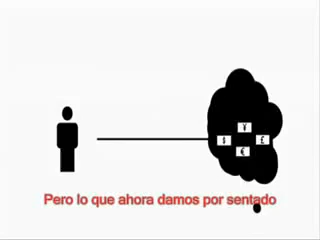 ¥
$ £
€
Pero lo que ahora damos por sentado